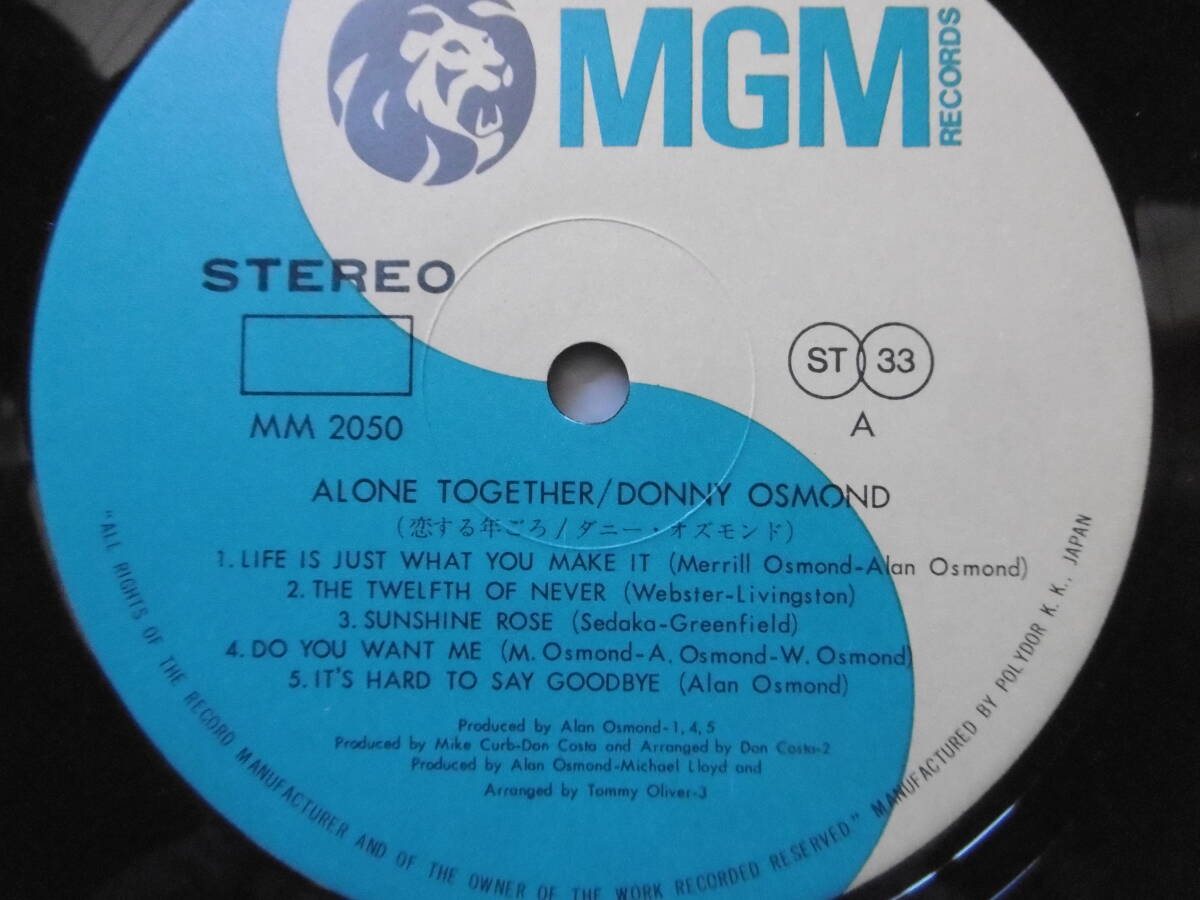 MGM
RECORDS
STEREO
MM 2050
ST 33
A
ALONE TOGETHER/DONNY OSMOND
(恋する年ごろ/ダニー・オズモンド)
1. LIFE IS JUST WHAT YOU MAKE IT (Merrill Osmond-Alan Osmond)
2. THE TWELFTH OF NEVER (Webster-Livingston)
3. SUNSHINE ROSE (Sedaka-Greenfield)
4. DO YOU WANT ME (M. Osmond-A. Osmond-W. Osmond)
5. IT'S HARD TO SAY GOODBYE (Alan Osmond)
Produced by Alan Osmond-1, 4, 5
Produced by Mike Curb-Don Costa and Arranged by Don Costa-2
Produced by Alan Osmond-Michael Lloyd and
Arranged by Tommy Oliver-3
"ALL RIGHTS OF THE RECORD MANUFACTURER AND OF THE OWNER OF THE WORK RECORDED RESERVED" MANUFACTURED BY POLYDOR K. K., JAPAN